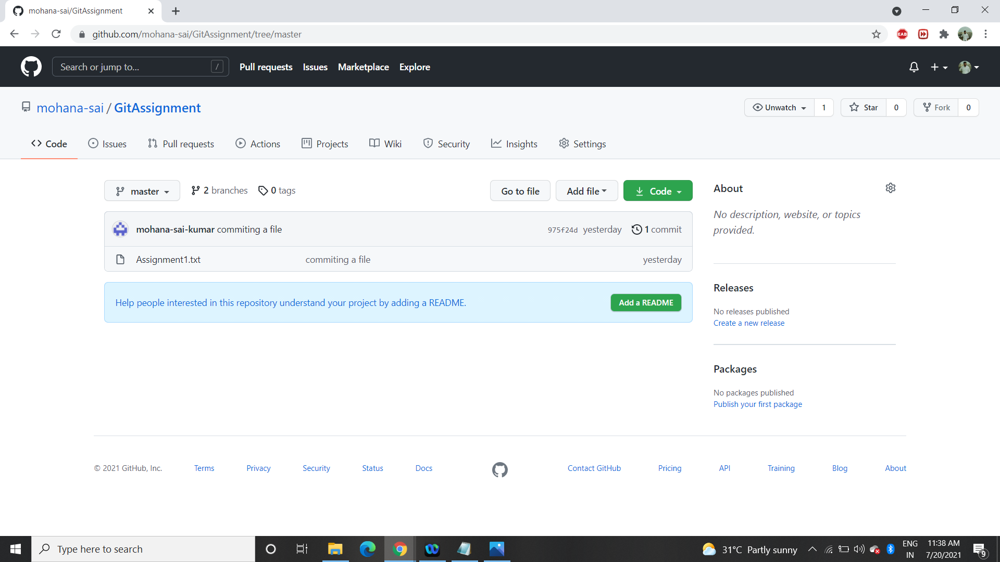 mohana-sai/GitAssignment
github.com/mohana-sai/GitAssignment/tree/master
EAB
Search or jump to... /
Pull requests Issues Marketplace Explore
mohana-sai / GitAssignment
Unwatch 1 Star 0 Fork 0
Code Issues Pull requests Actions Projects Wiki Security Insights Settings
master 2 branches 0 tags Go to file Add file Code
About
No description, website, or topics
provided.
mohana-sai-kumar commiting a file 975f24d yesterday 1 commit
Assignment1.txt commiting a file yesterday
Help people interested in this repository understand your project by adding a README. Add a README
Releases
No releases published
Create a new release
Packages
No packages published
Publish your first package
© 2021 GitHub, Inc. Terms Privacy Security Status Docs Contact GitHub Pricing API Training Blog About
Type here to search
31°C Partly sunny
ENG
IN
11:38 AM
7/20/2021
9